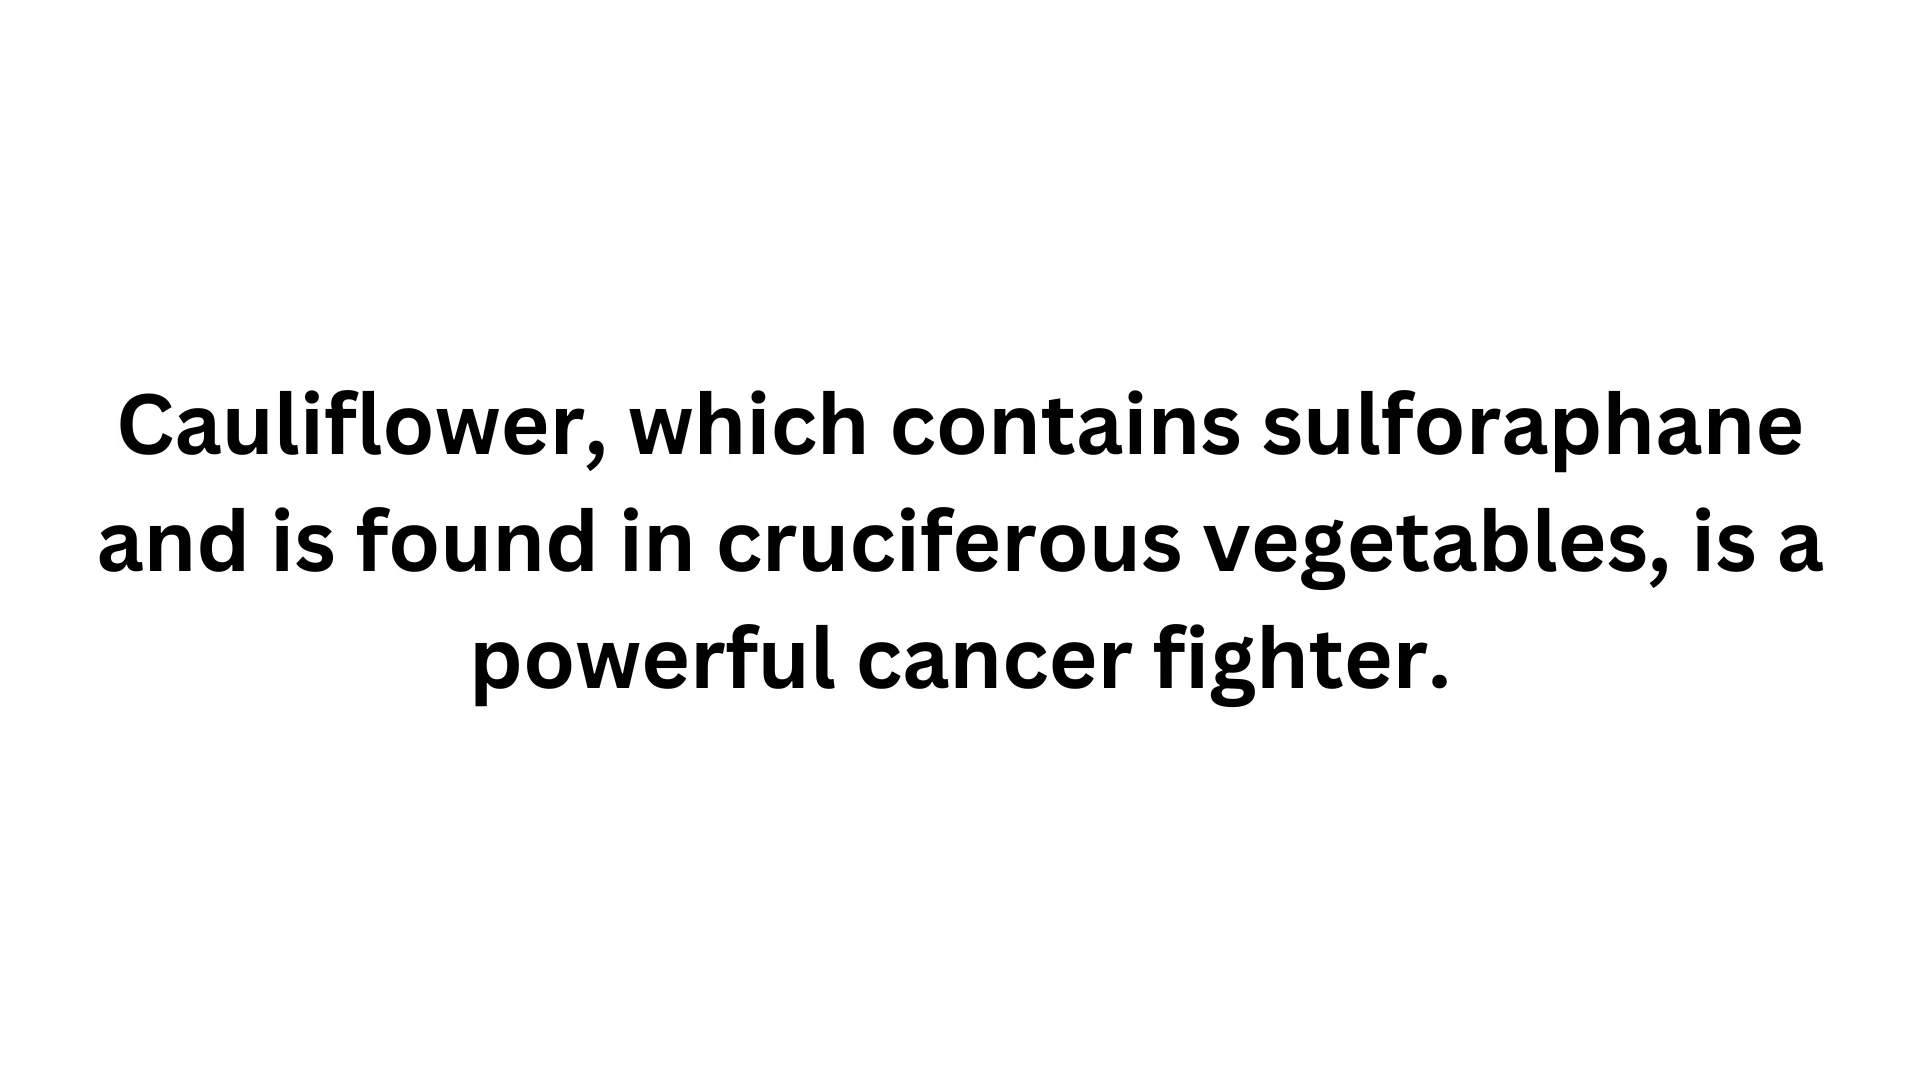 Cauliflower, which contains sulforaphane
and is found in cruciferous vegetables, is a
powerful cancer fighter.